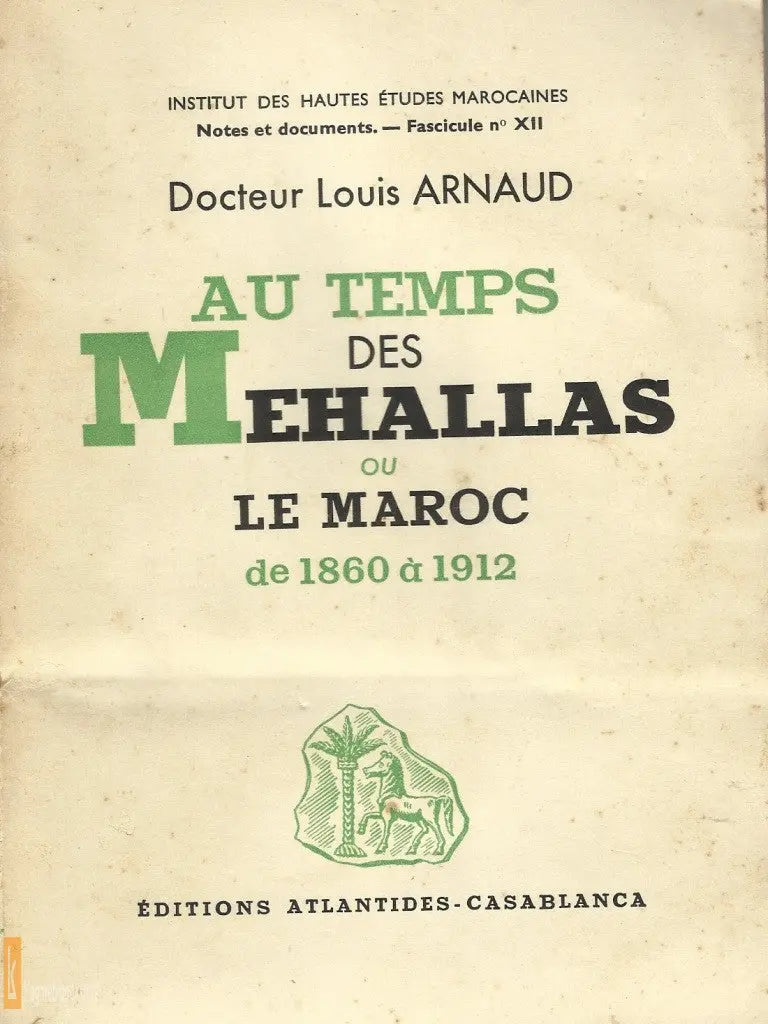 INSTITUT DES HAUTES ÉTUDES MAROCAINES
Notes et documents. — Fascicule nº XII
Docteur Louis ARNAUD
AU TEMPS
DES
MEHALLAS
OU
LE MAROC
de 1860 à 1912
ÉDITIONS ATLANTIDES-CASABLANCA
K